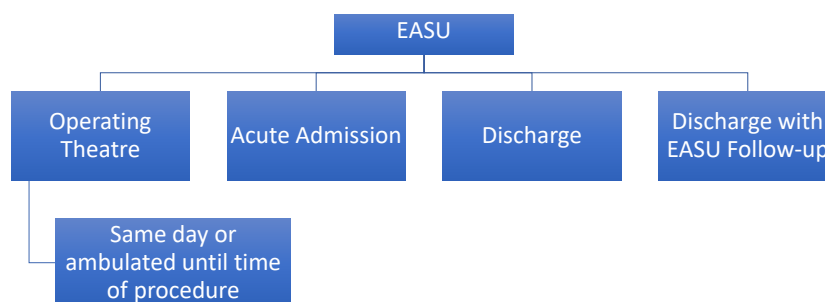 EASU
Operating
Theatre
Acute Admission
Discharge
Discharge with
EASU Follow-up
Same day or
ambulated until time
of procedure